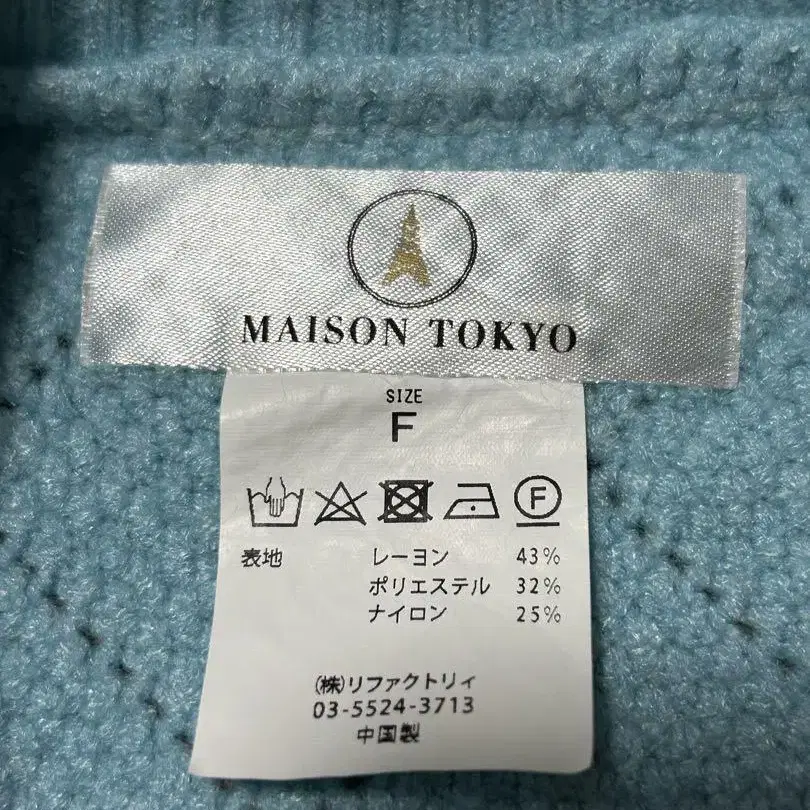 MAISON TOKYO
SIZE
F
F
表地 レーヨン 43%
ポリエステル 32%
ナイロン 25%
(株)リファクトリィ
03-5524-3713
中国製